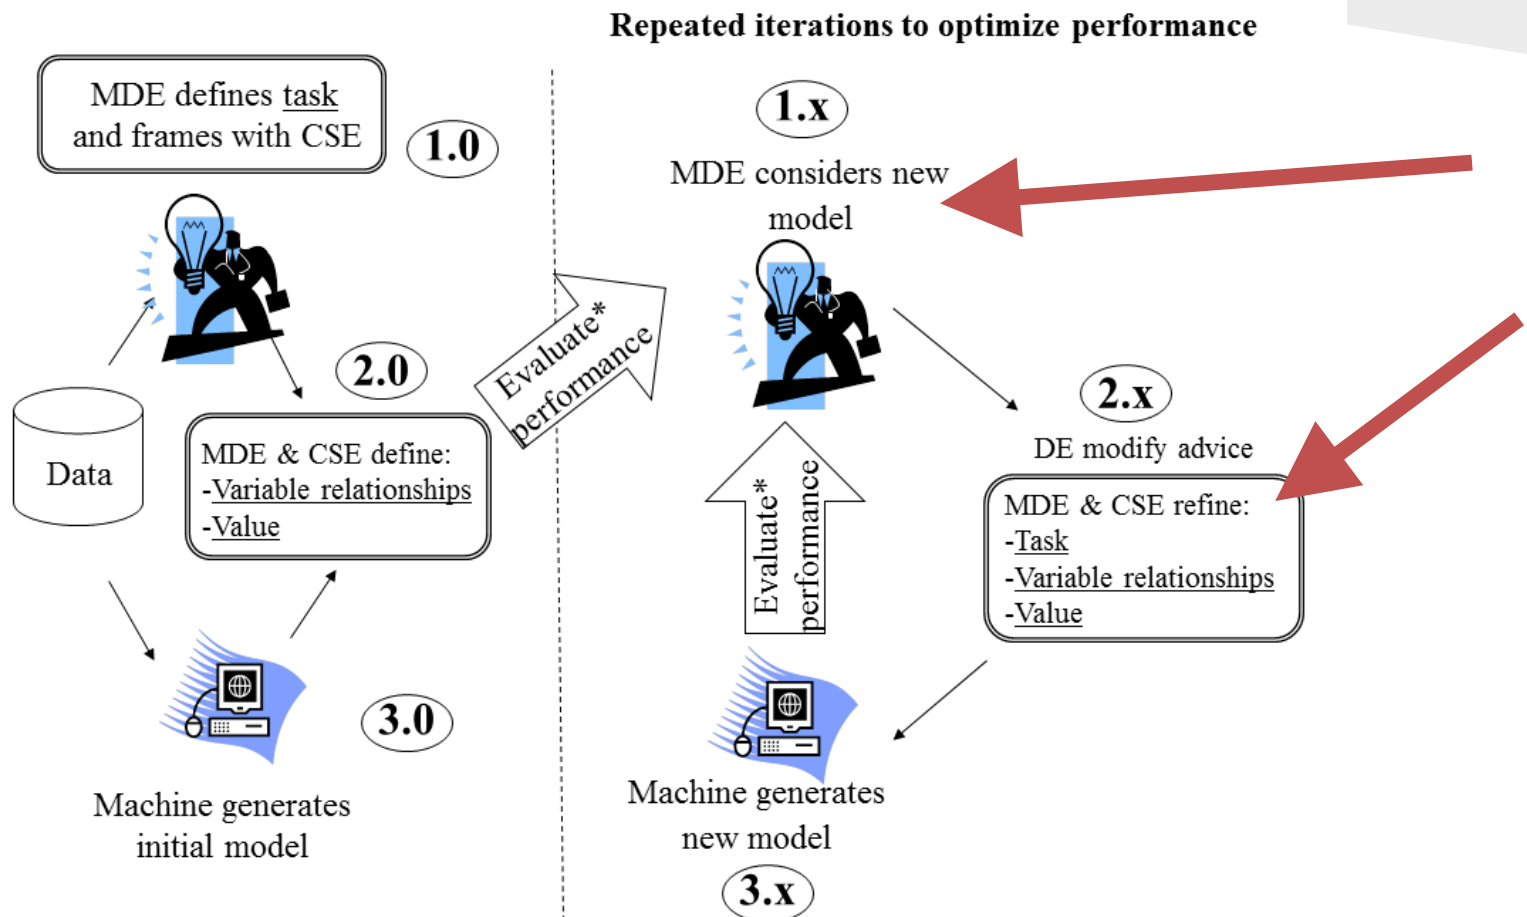 Repeated iterations to optimize performance
MDE defines task
and frames with CSE
1.0
2.0
Data
MDE & CSE define:
-Variable relationships
-Value
3.0
Machine generates
initial model
Evaluate*
performance
1.x
MDE considers new
model
2.x
DE modify advice
MDE & CSE refine:
-Task
-Variable relationships
-Value
Evaluate*
performance
Machine generates
new model
3.x